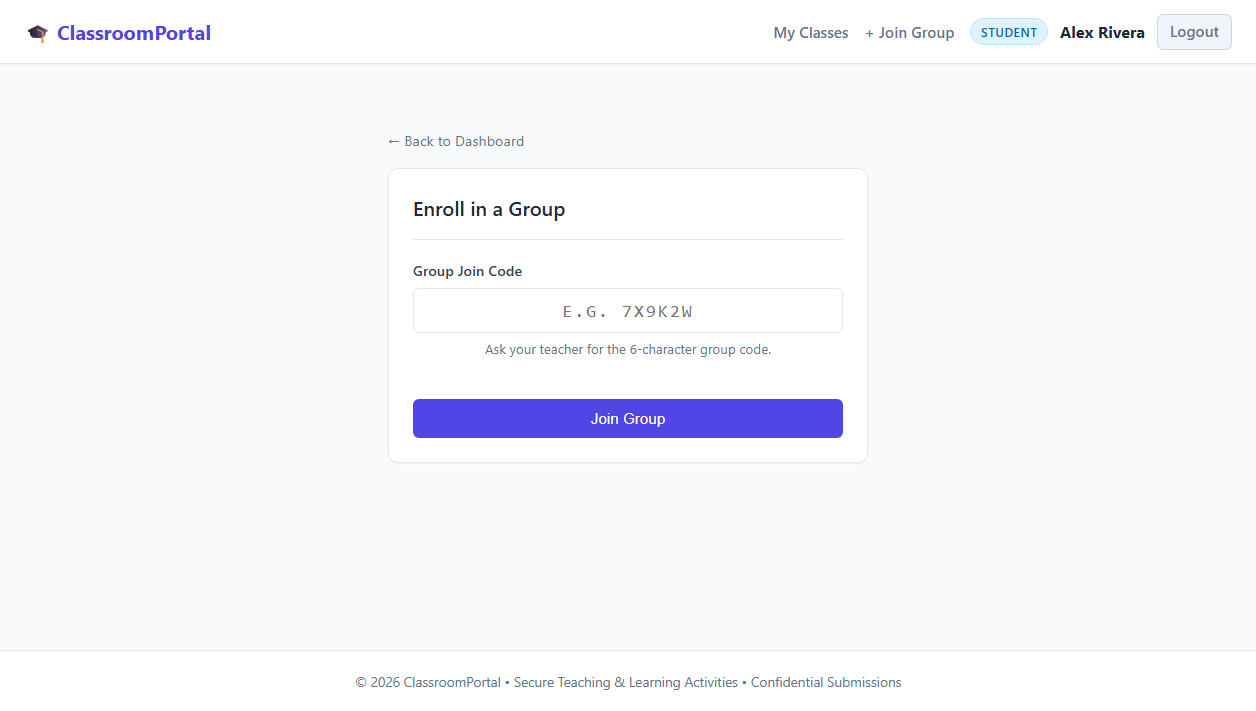 ClassroomPortal
My Classes + Join Group STUDENT Alex Rivera Logout
← Back to Dashboard
Enroll in a Group
Group Join Code
E.G. 7X9K2W
Ask your teacher for the 6-character group code.
Join Group
© 2026 ClassroomPortal • Secure Teaching & Learning Activities • Confidential Submissions